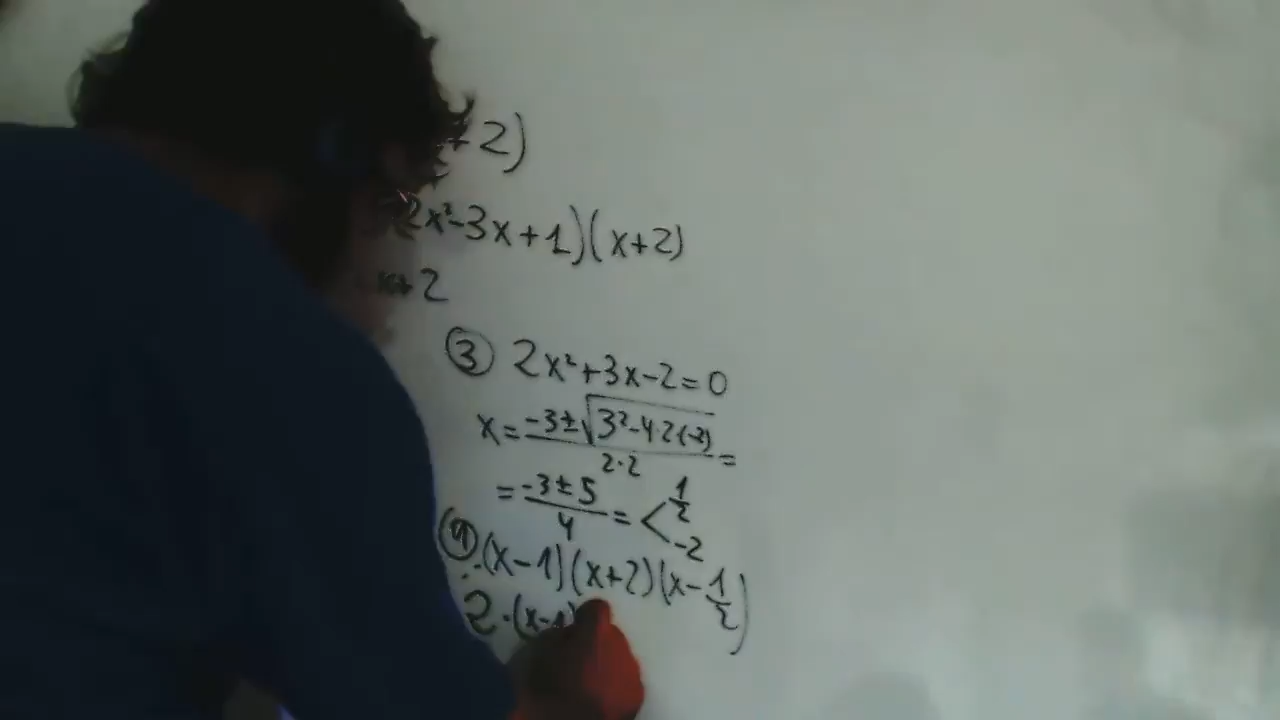 +2)
2x²-3x+1)(x+2)
x+2
③ 2x²+3x-2=0
x = (-3±√(3²-4·2(-2)))/(2·2) =
= (-3±5)/4 = < 1/2
-2
④ (x-1)(x+2)(x-1/2)
2·(x-1)